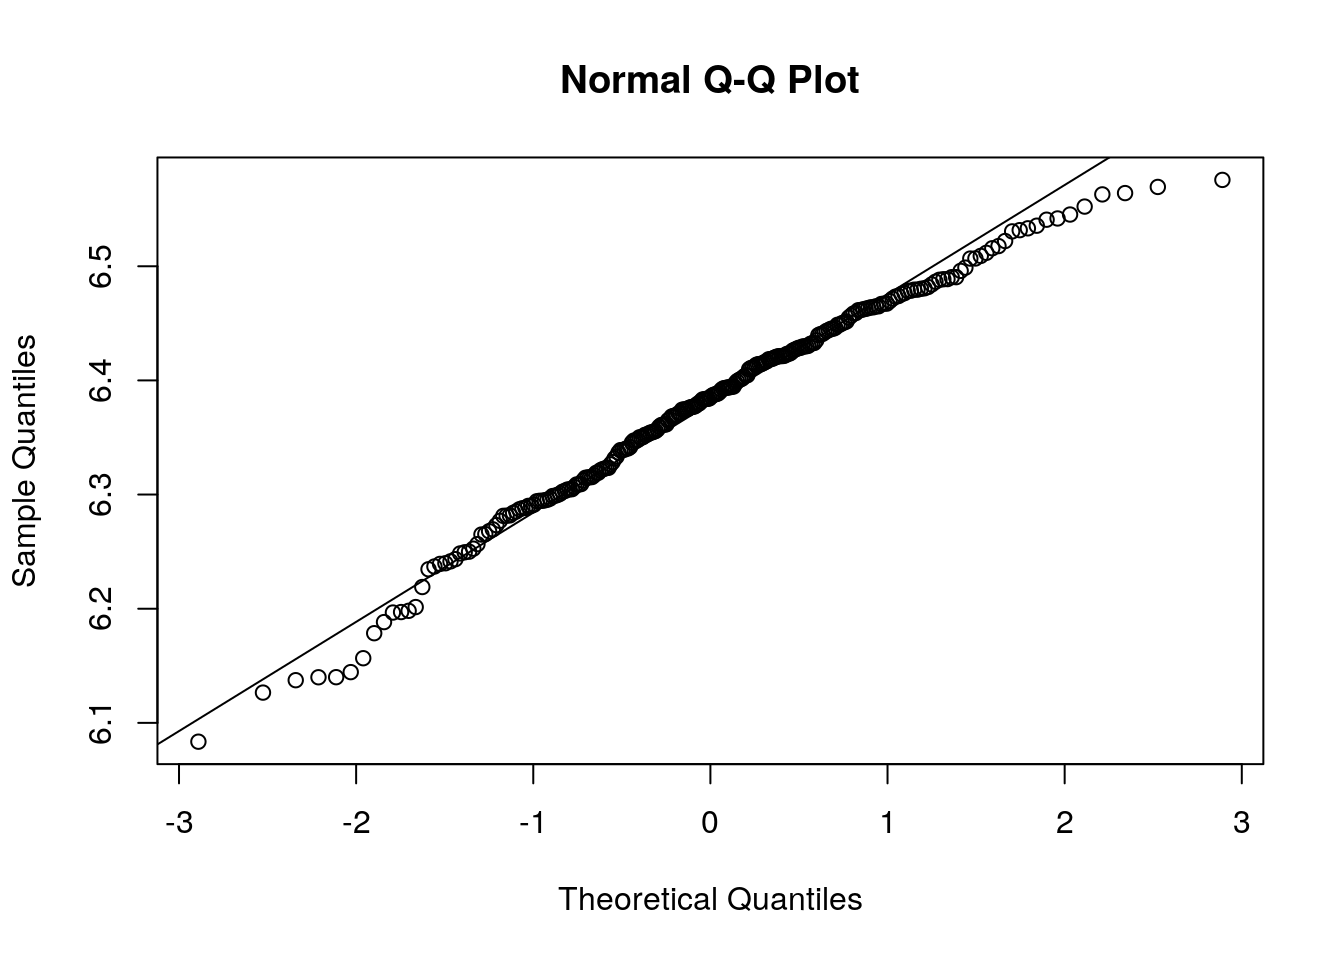 Normal Q-Q Plot
Sample Quantiles
6.5
6.4
6.3
6.2
6.1
-3 -2 -1 0 1 2 3
Theoretical Quantiles